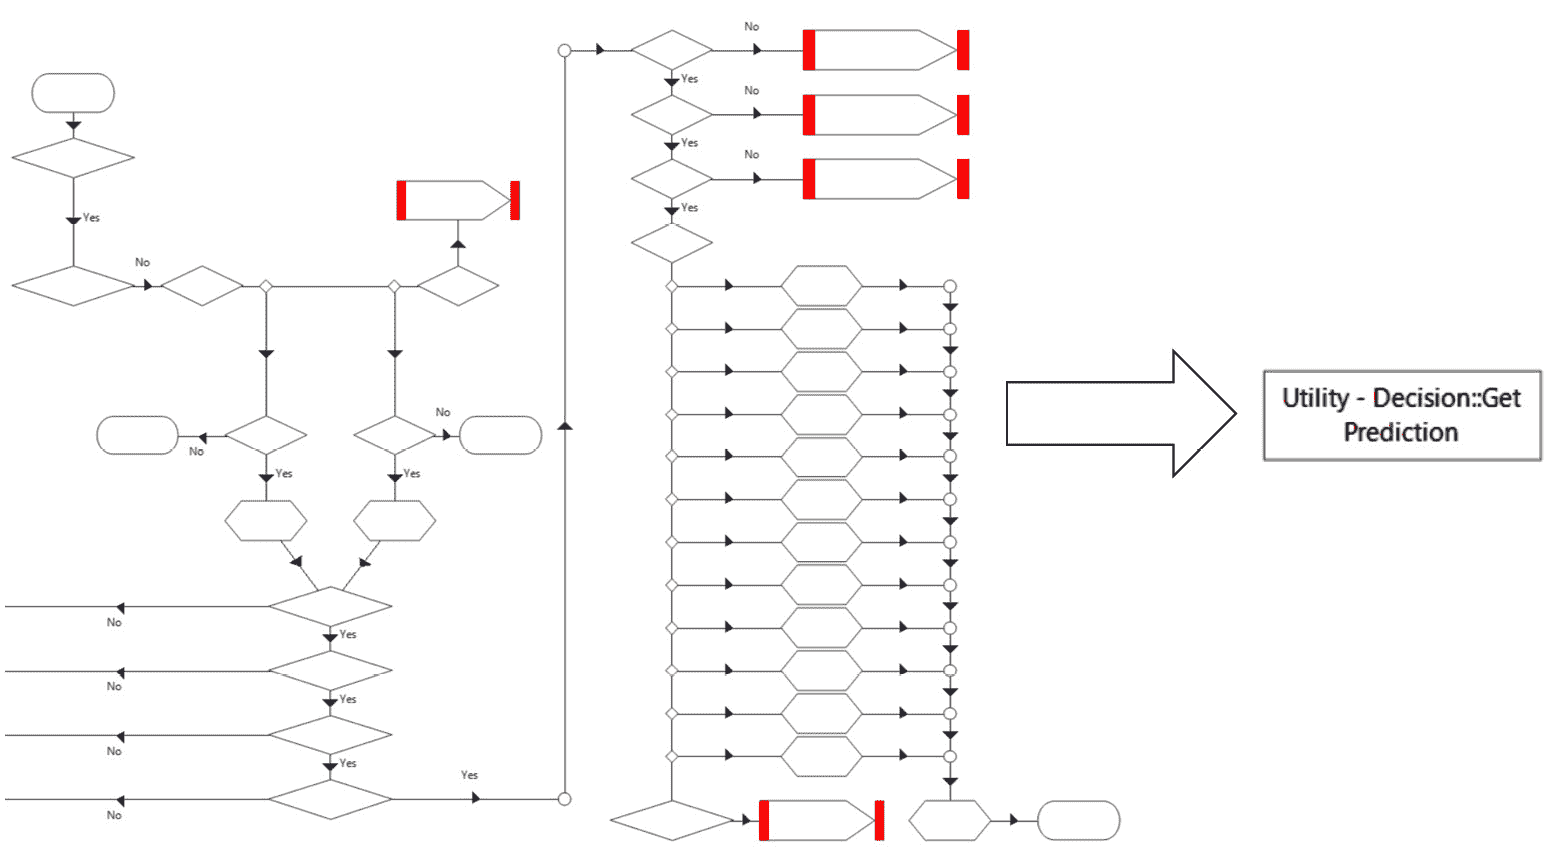 No
Yes
No
Yes
No
Yes
No
Yes
Yes
No
No
No
Yes
Yes
No
Yes
No
Yes
No
Yes
No
Yes
Utility - Decision::Get
Prediction